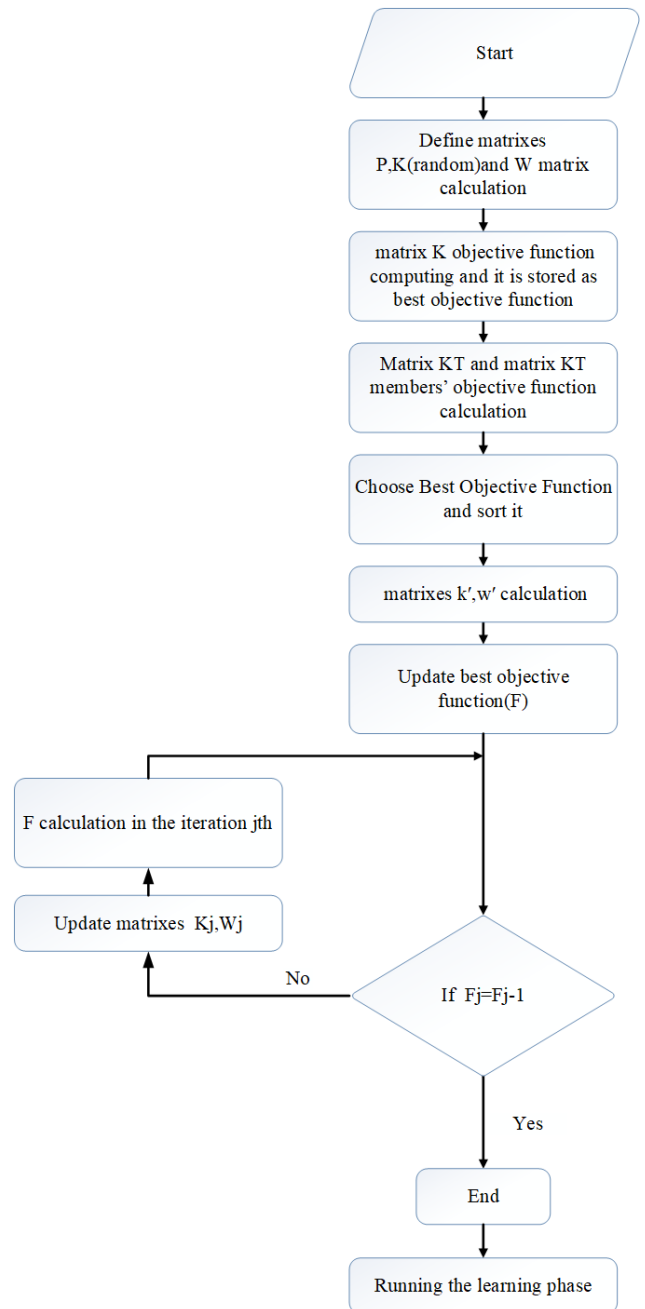 Start
Define matrixes
P,K(random)and W matrix
calculation
matrix K objective function
computing and it is stored as
best objective function
Matrix KT and matrix KT
members’ objective function
calculation
Choose Best Objective Function
and sort it
matrixes k′,w′ calculation
Update best objective
function(F)
F calculation in the iteration jth
Update matrixes Kj,Wj
No
If Fj=Fj-1
Yes
End
Running the learning phase